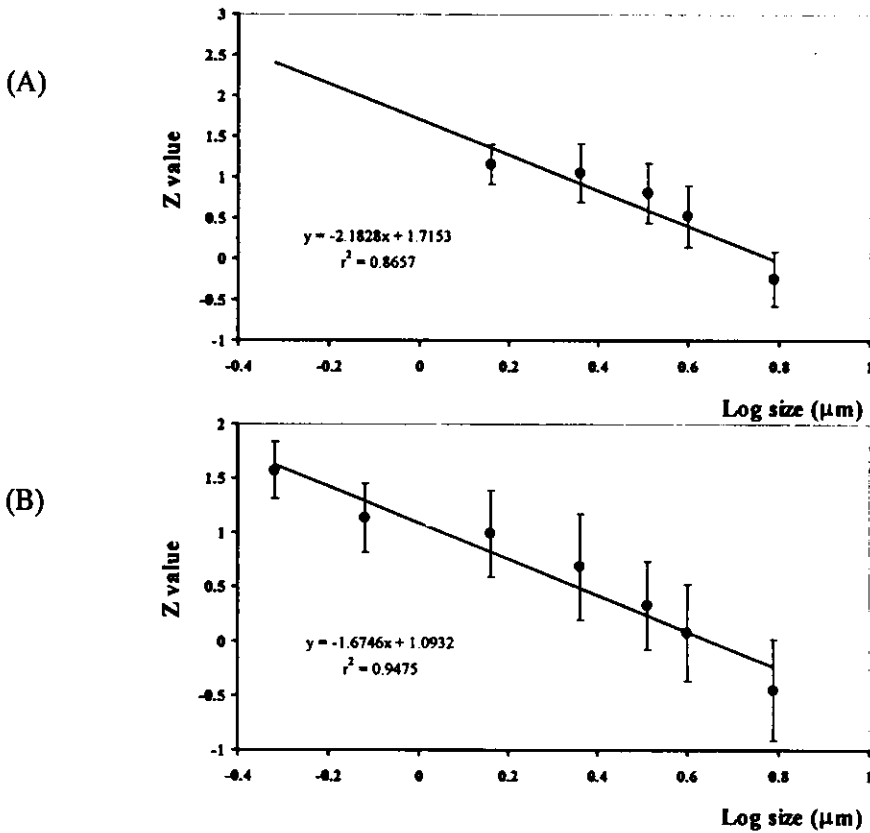 (A)
3
2.5
2
1.5
1
0.5
0
-0.5
-1
Z value
y = -2.1828x + 1.7153
r² = 0.8657
-0.4 -0.2 0 0.2 0.4 0.6 0.8 1
Log size (μm)
(B)
2
1.5
1
0.5
0
-0.5
-1
Z value
y = -1.6746x + 1.0932
r² = 0.9475
-0.4 -0.2 0 0.2 0.4 0.6 0.8 1
Log size (μm)